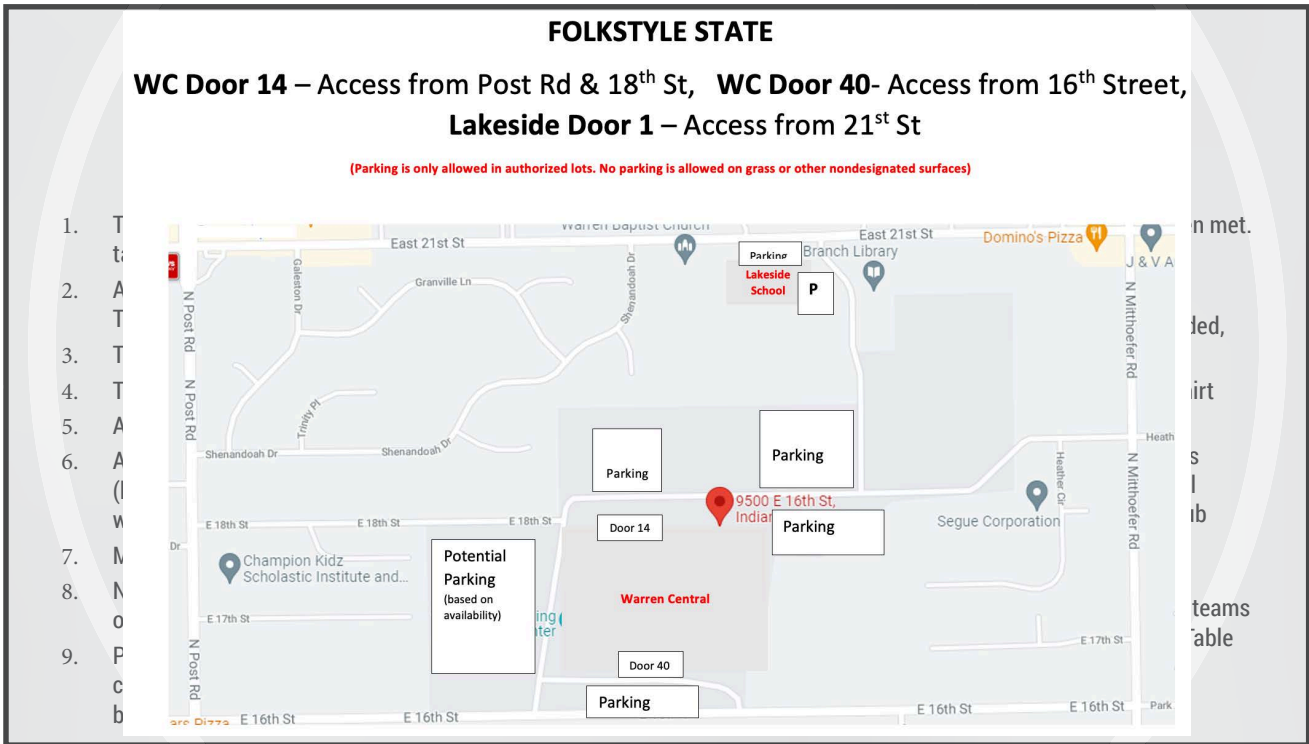 FOLKSTYLE STATE
WC Door 14 – Access from Post Rd & 18th St, WC Door 40- Access from 16th Street,
Lakeside Door 1 – Access from 21st St
(Parking is only allowed in authorized lots. No parking is allowed on grass or other nondesignated surfaces)
Warren Baptist Church
East 21st St
East 21st St
Domino's Pizza
Parking
Branch Library
J & V A
Lakeside
School
P
Granville Ln
Galeston Dr
Shenandoah Dr
N Post Rd
N Mitthoefer Rd
N Post Rd
Trinity Pl
Shenandoah Dr
Shenandoah Dr
Parking
Parking
Heath
Heather Cir
N Mitthoefer Rd
9500 E 16th St,
Indian
Parking
Segue Corporation
E 18th St
E 18th St
E 18th St
Door 14
Dr
Champion Kidz
Scholastic Institute and...
Potential
Parking
(based on
availability)
Warren Central
E 17th St
ing
nter
E 17th St
N Post Rd
Door 40
Parking
ars Pizza
E 16th St
E 16th St
E 16th St
E 16th St
Park
1. T
ta
en met.
2. A
T
ded,
3. T
4. T
irt
5. A
6. A
s
(
l
w
ub
7. M
8. N
teams
o
Table
9. P
c
b